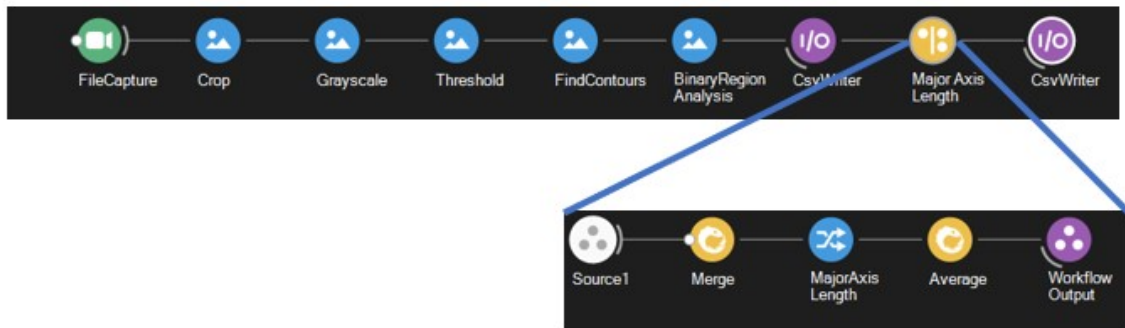 I/O
I/O
FileCapture
Crop
Grayscale
Threshold
FindContours
BinaryRegion
Analysis
CsvWriter
Major Axis
Length
CsvWriter
Source1
Merge
MajorAxis
Length
Average
Workflow
Output